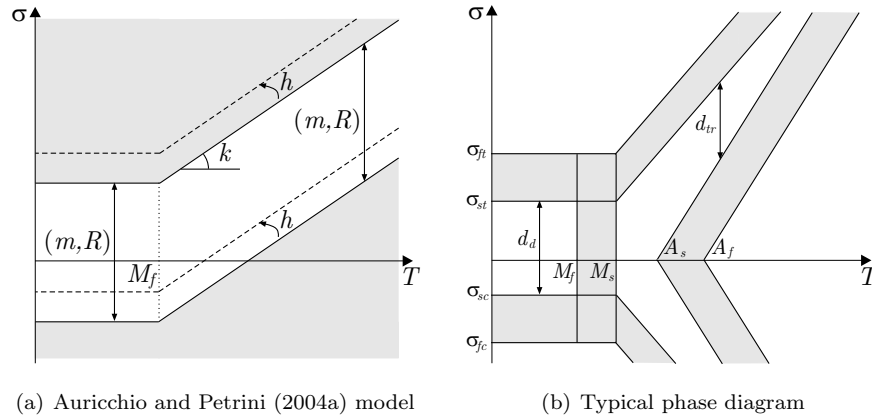 σ
h
(m,R)
k
(m,R)
h
M_f
T
(a) Auricchio and Petrini (2004a) model
σ
d_tr
σ_ft
σ_st
d_d
A_s
A_f
M_f
M_s
T
σ_sc
σ_fc
(b) Typical phase diagram